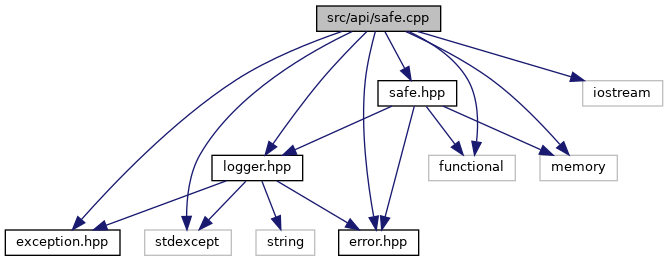 src/api/safe.cpp
safe.hpp
iostream
logger.hpp
functional
memory
exception.hpp
stdexcept
string
error.hpp